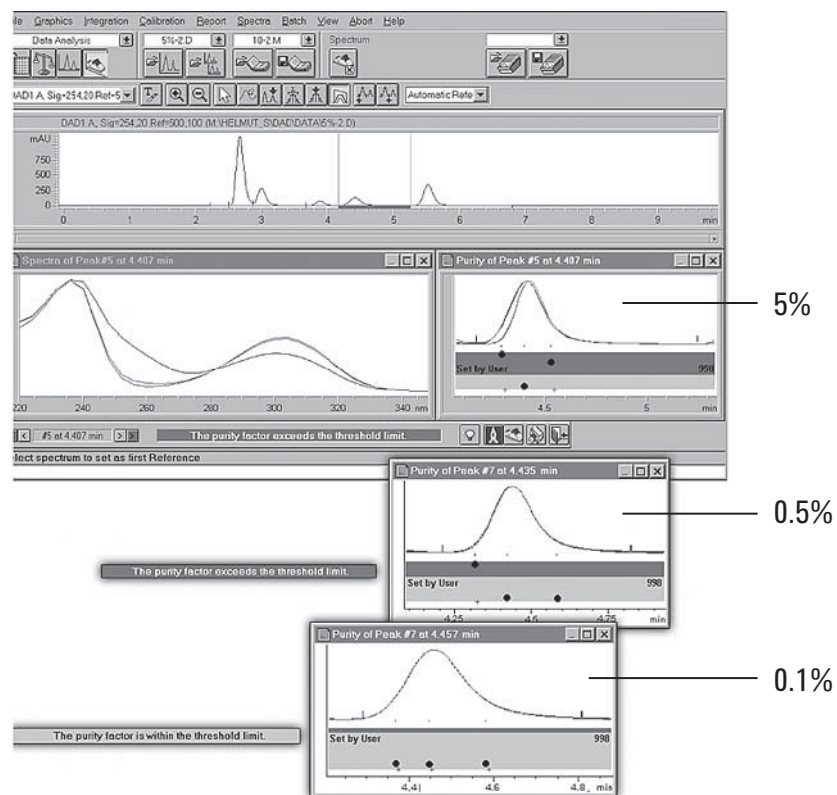 ile Graphics Integration Calibration Report Spectra Batch View Abort Help
Data Analysis 5%-2.D 10-2.M Spectrum
DAD1 A, Sig=254,20 Ref=5 Automatic Refe
DAD1 A, Sig=254,20 Ref=500,100 (M:\HELMUT_S\DAD\DATA\5%-2.D)
mAU
750
500
250
0
0 1 2 3 4 5 6 7 8 9 min
Spectra of Peak#5 at 4.407 min
220 240 260 280 300 320 340 nm
Purity of Peak #5 at 4.407 min
Set by User 998
4.5 5 min
5%
#5 at 4.407 min The purity factor exceeds the threshold limit.
elect spectrum to set as first Reference
Purity of Peak #7 at 4.435 min
Set by User 998
4.25 4.5 4.75 min
0.5%
The purity factor exceeds the threshold limit.
Purity of Peak #7 at 4.457 min
Set by User 998
4.4 4.6 4.8 min
0.1%
The purity factor is within the threshold limit.